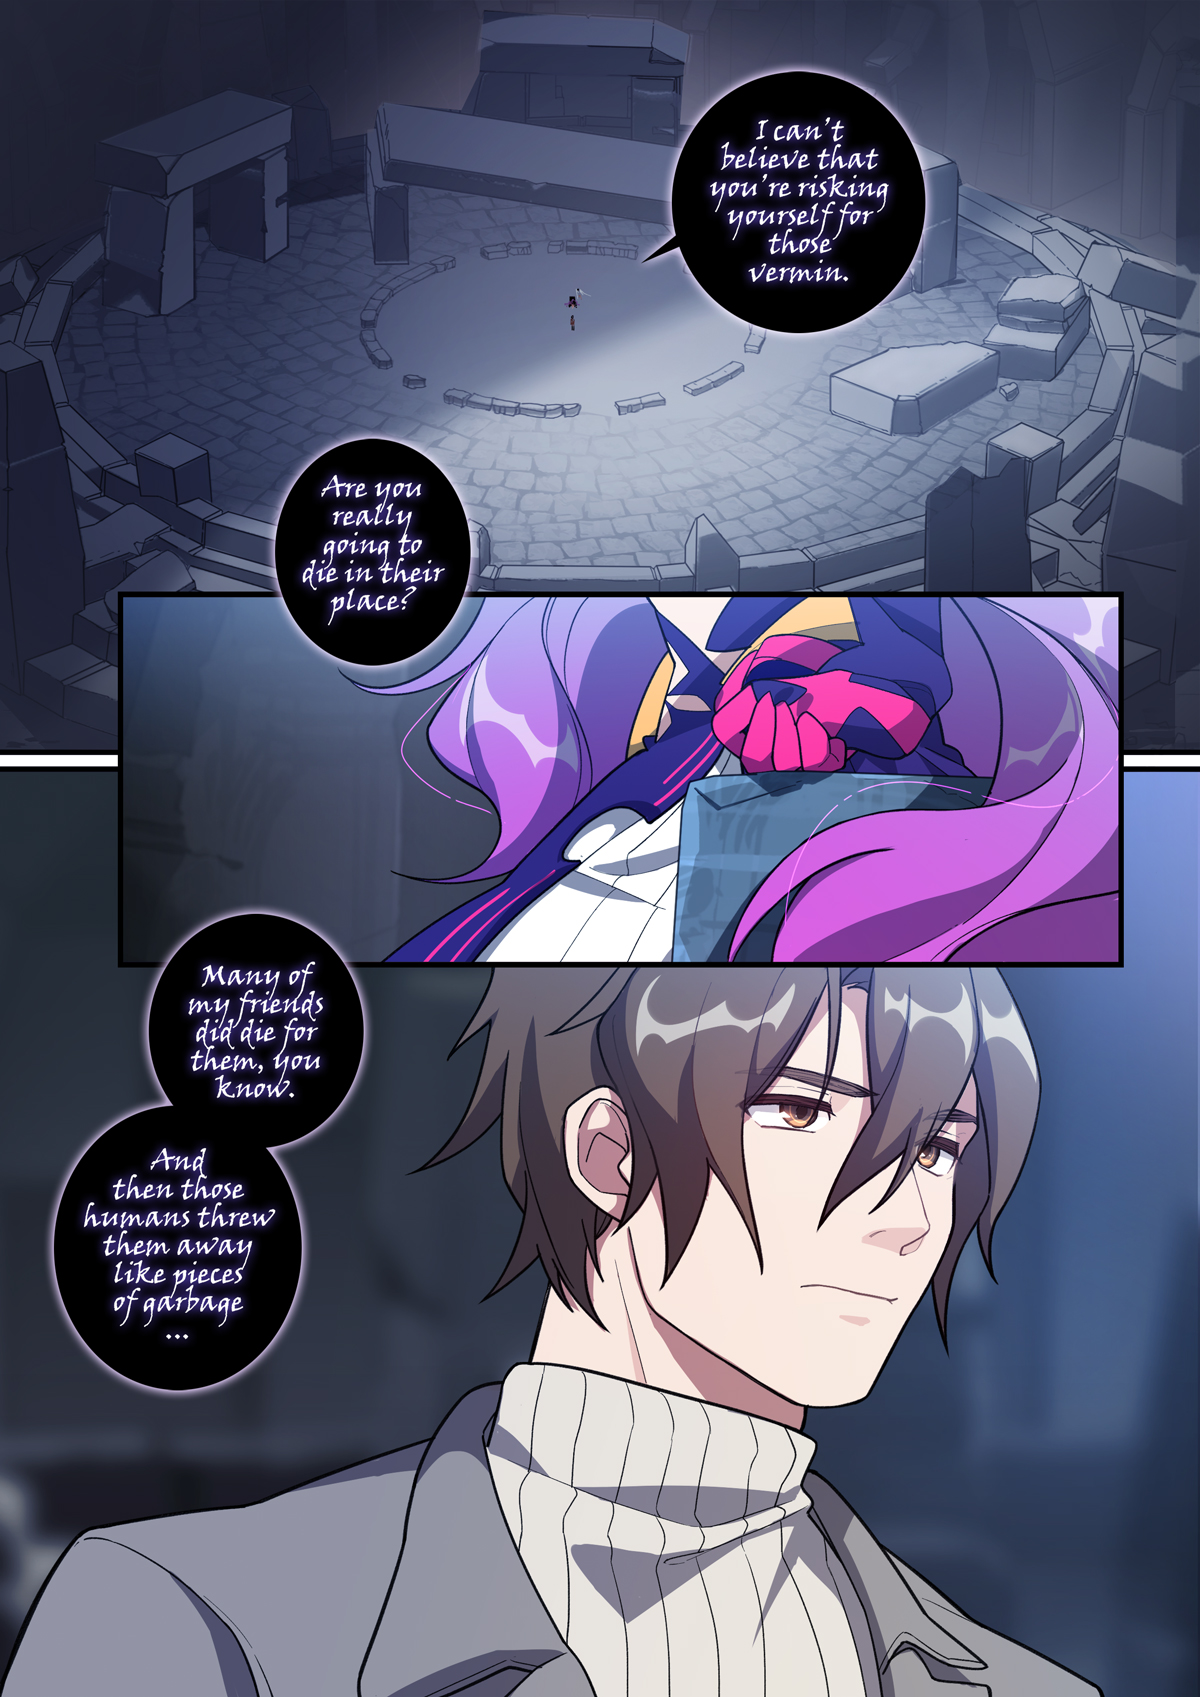 I can't
believe that
you're risking
yourself for
those
vermin.
Are you
really
going to
die in their
place?
Many of
my friends
did die for
them, you
know.
And
then those
humans threw
them away
like pieces
of garbage
...